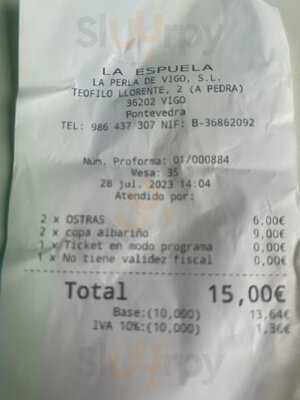 Sluurpy
LA ESPUELA
LA PERLA DE VIGO, S.L.
TEOFILO LLORENTE, 2 (A PEDRA)
36202 VIGO
Pontevedra
TEL: 986 437 307 NIF: B-36862092
Núm. Proforma: 01/000884
Mesa: 35
28 jul. 2023 14:04
Atendido por:
2 x OSTRAS 6,00€
2 x copa albariño 9,00€
1 x Ticket en modo programa 0,00€
1 x No tiene validez fiscal 0,00€
Total 15,00€
Base:(10,000) 13,64€
IVA 10%:(10,000) 1,36€
Sluurpy